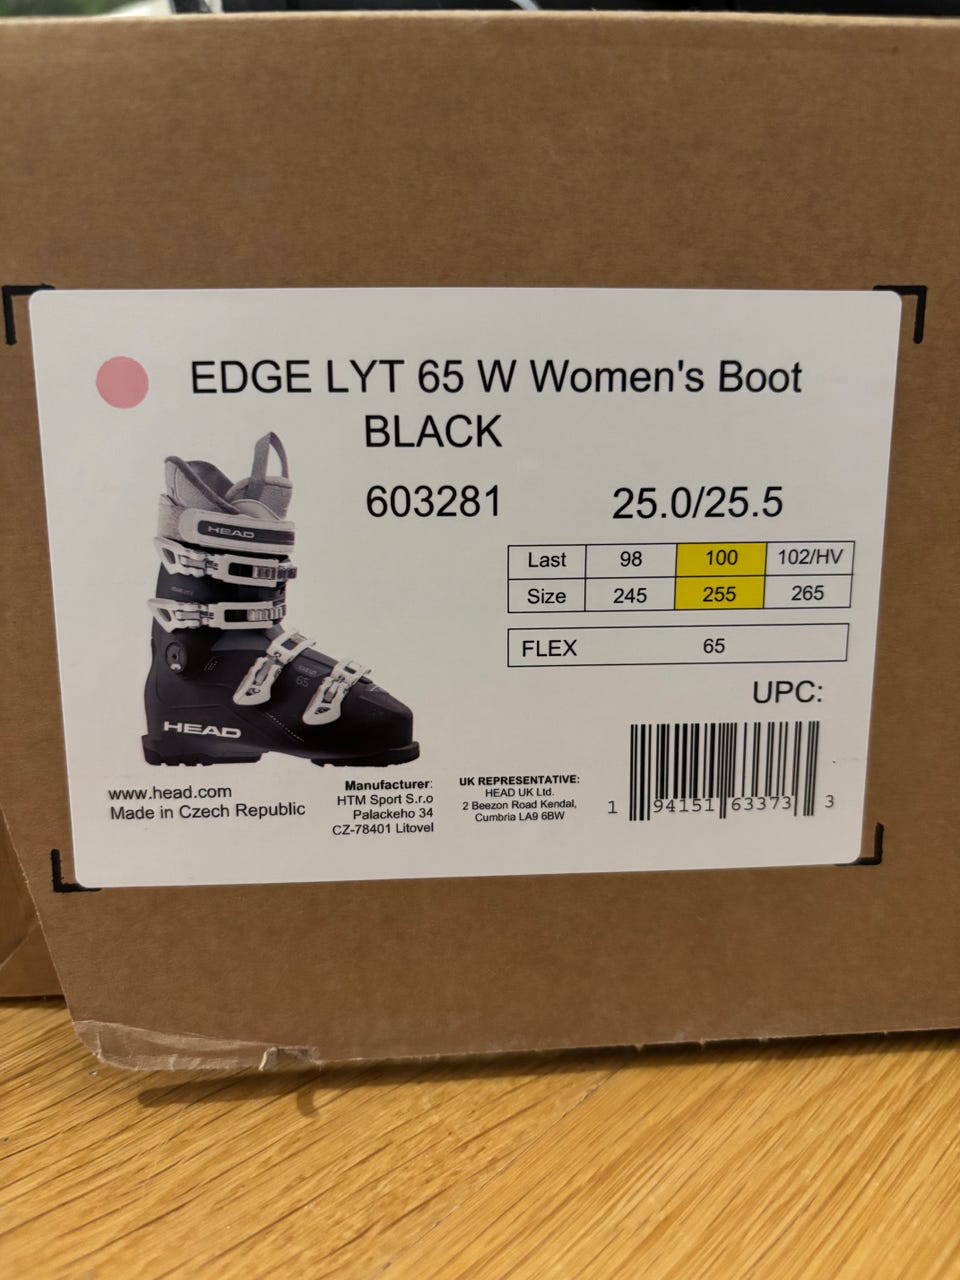 EDGE LYT 65 W Women's Boot
BLACK
603281 25.0/25.5
HEAD
Last 98 100 102/HV
Size 245 255 265
FLEX 65
65
HEAD
UPC:
1 94151 63373 3
www.head.com
Made in Czech Republic
Manufacturer:
HTM Sport S.r.o
Palackeho 34
CZ-78401 Litovel
UK REPRESENTATIVE:
HEAD UK Ltd.
2 Beezon Road Kendal,
Cumbria LA9 6BW